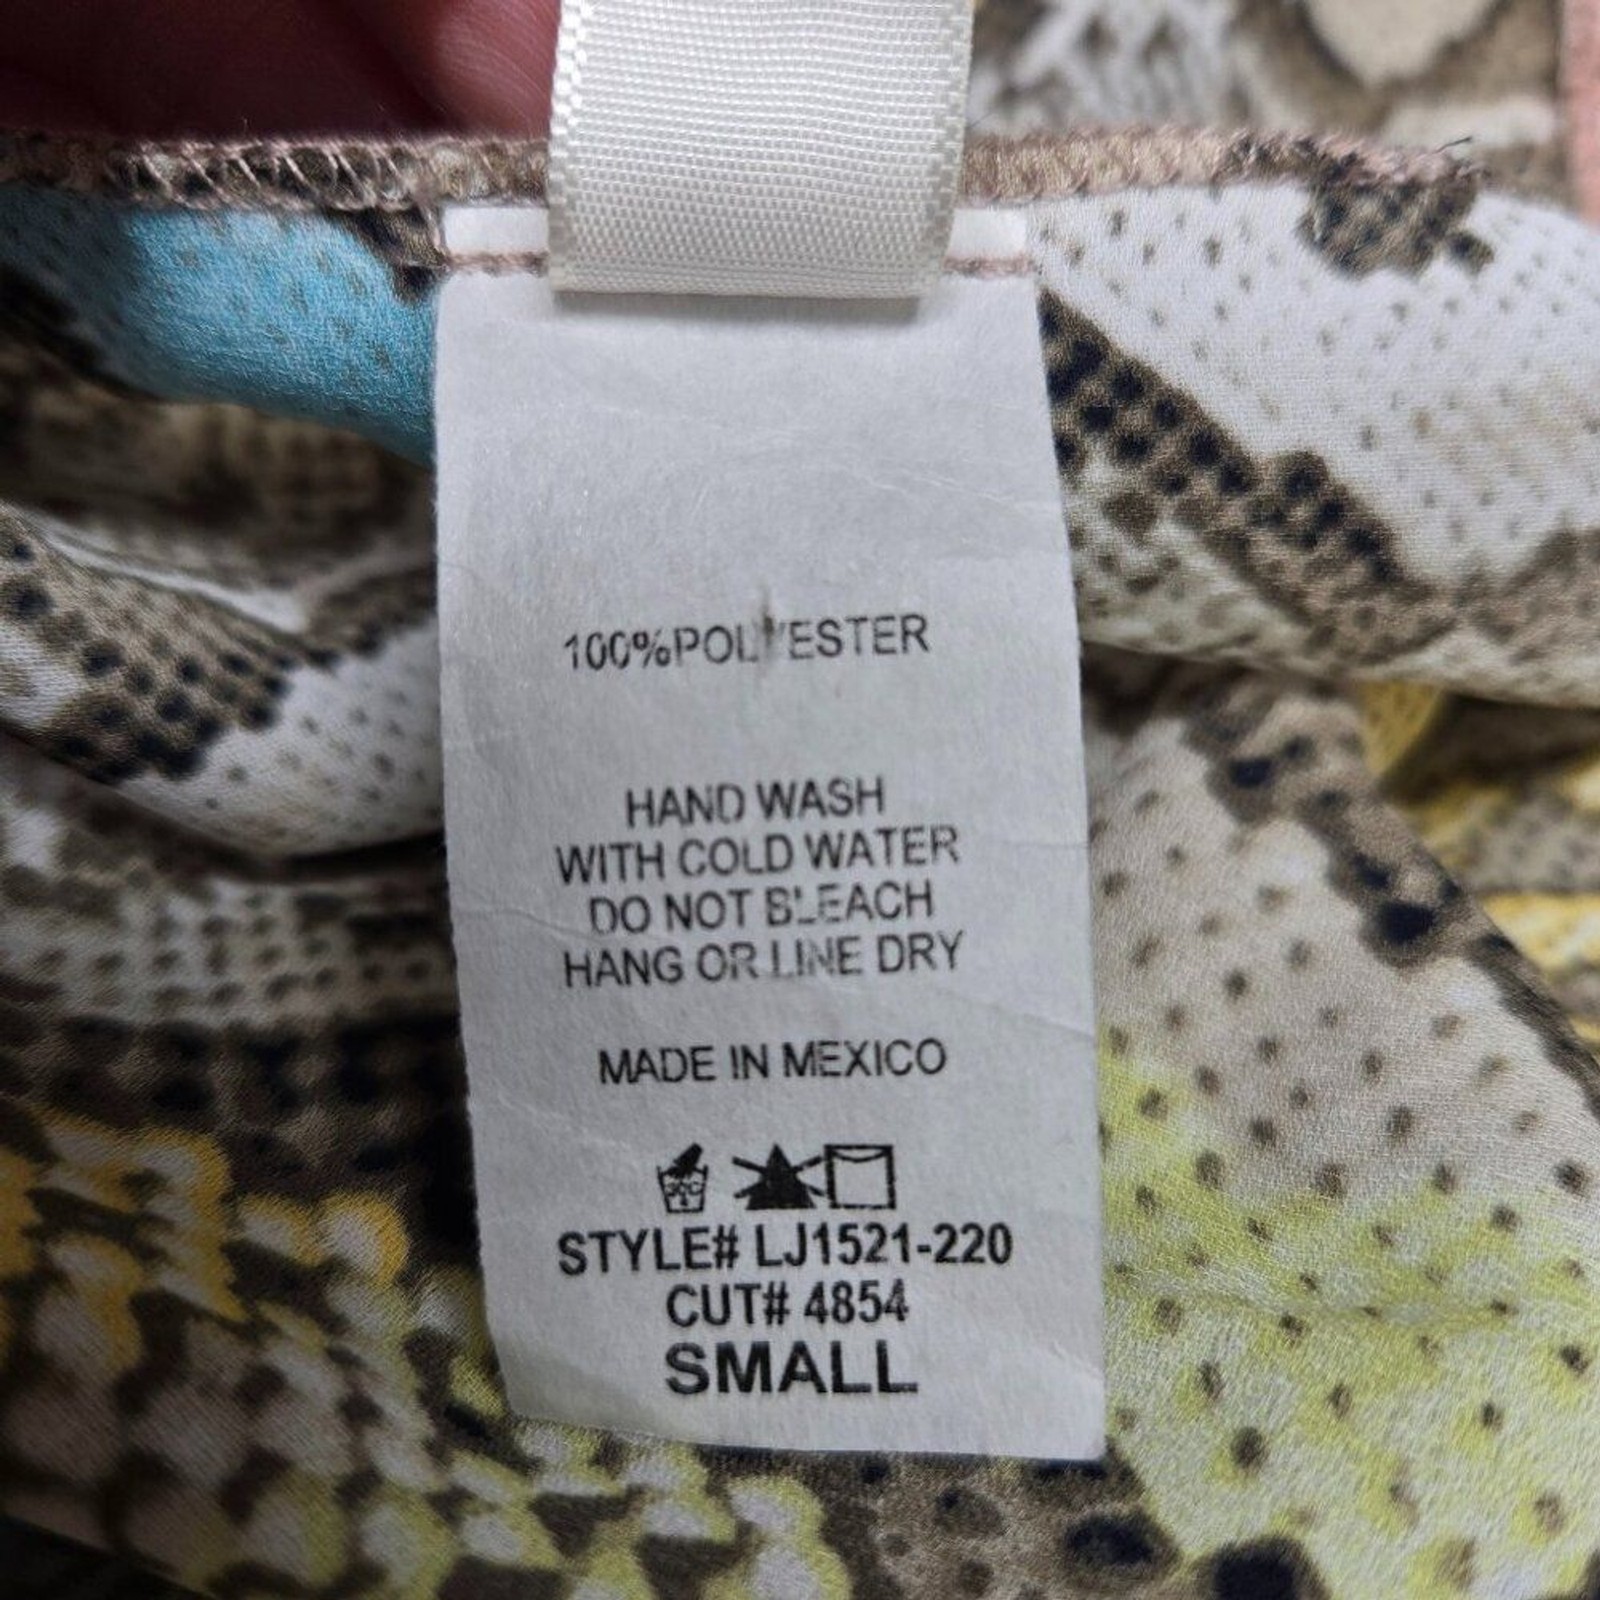 100%POLYESTER
HAND WASH
WITH COLD WATER
DO NOT BLEACH
HANG OR LINE DRY
MADE IN MEXICO
STYLE# LJ1521-220
CUT# 4854
SMALL